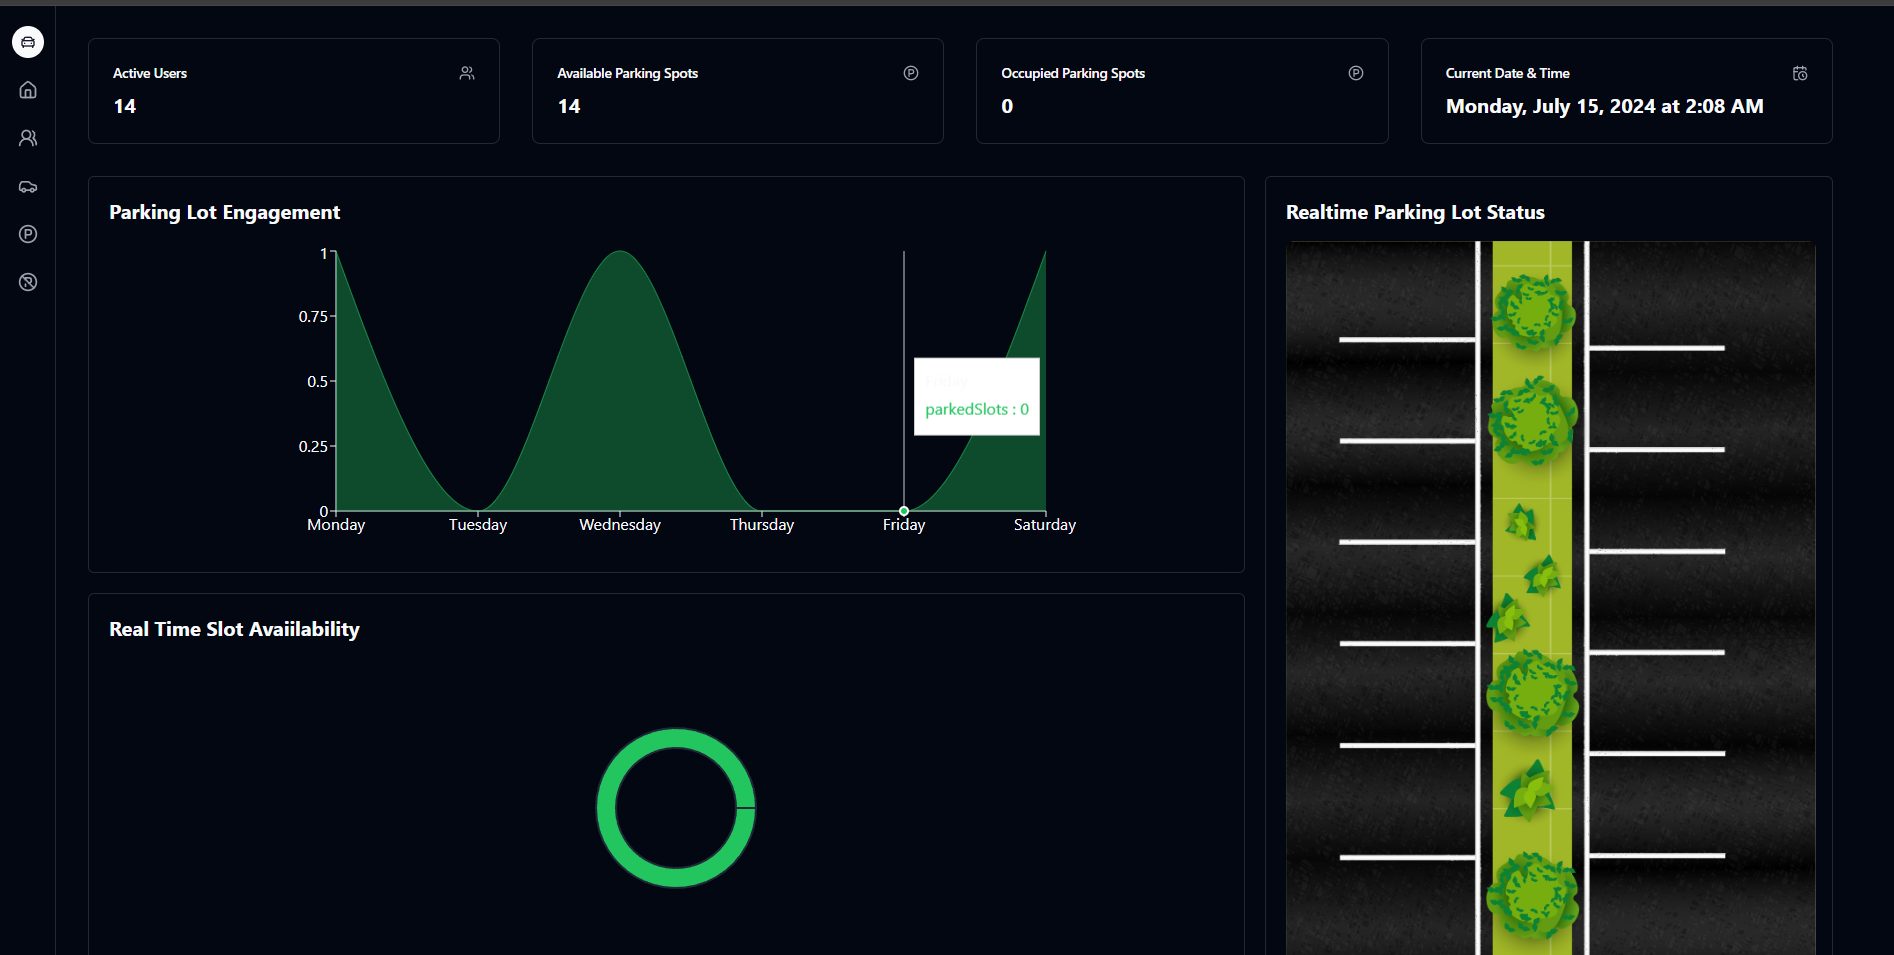 Active Users
14
Available Parking Spots
14
Occupied Parking Spots
0
Current Date & Time
Monday, July 15, 2024 at 2:08 AM
Parking Lot Engagement
1
0.75
0.5
0.25
0
Monday Tuesday Wednesday Thursday Friday Saturday
Friday
parkedSlots : 0
Real Time Slot Avaiilability
Realtime Parking Lot Status